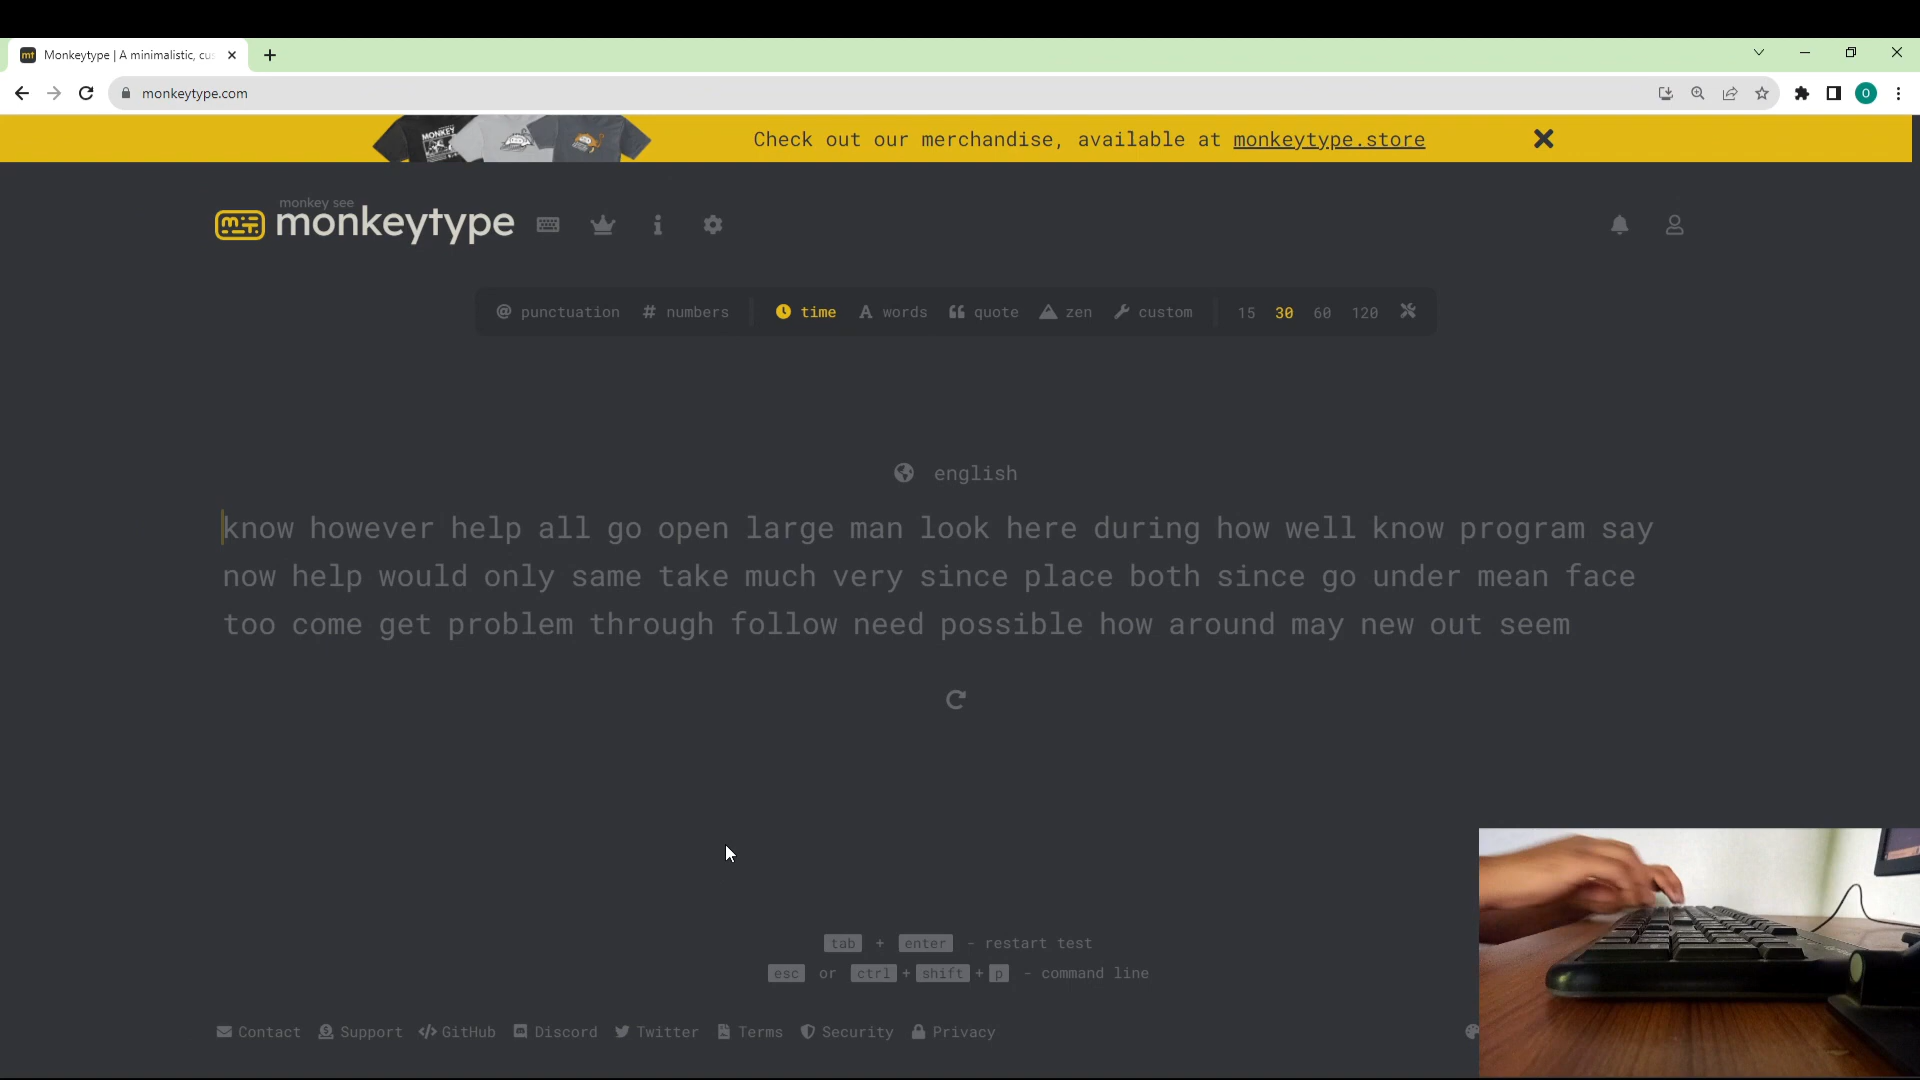 Monkeytype | A minimalistic, cus
monkeytype.com
O
MONKEY
Check out our merchandise, available at monkeytype.store
monkey see
monkeytype
@ punctuation # numbers time A words quote zen custom 15 30 60 120
english
know however help all go open large man look here during how well know program say
now help would only same take much very since place both since go under mean face
too come get problem through follow need possible how around may new out seem
tab + enter - restart test
esc or ctrl + shift + p - command line
Contact Support GitHub Discord Twitter Terms Security Privacy